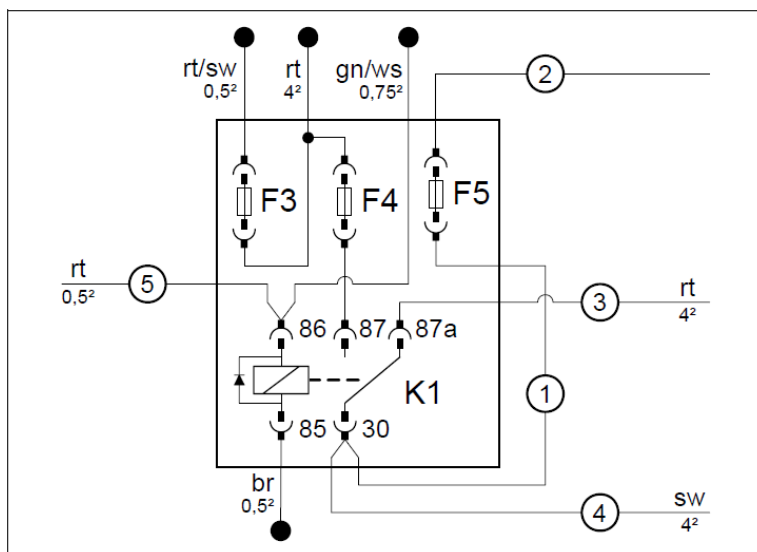 rt/sw
0,5²
rt
4²
gn/ws
0,75²
2
F3
F4
F5
rt
0,5²
5
3
rt
4²
86
87
87a
K1
1
85
30
br
0,5²
4
sw
4²